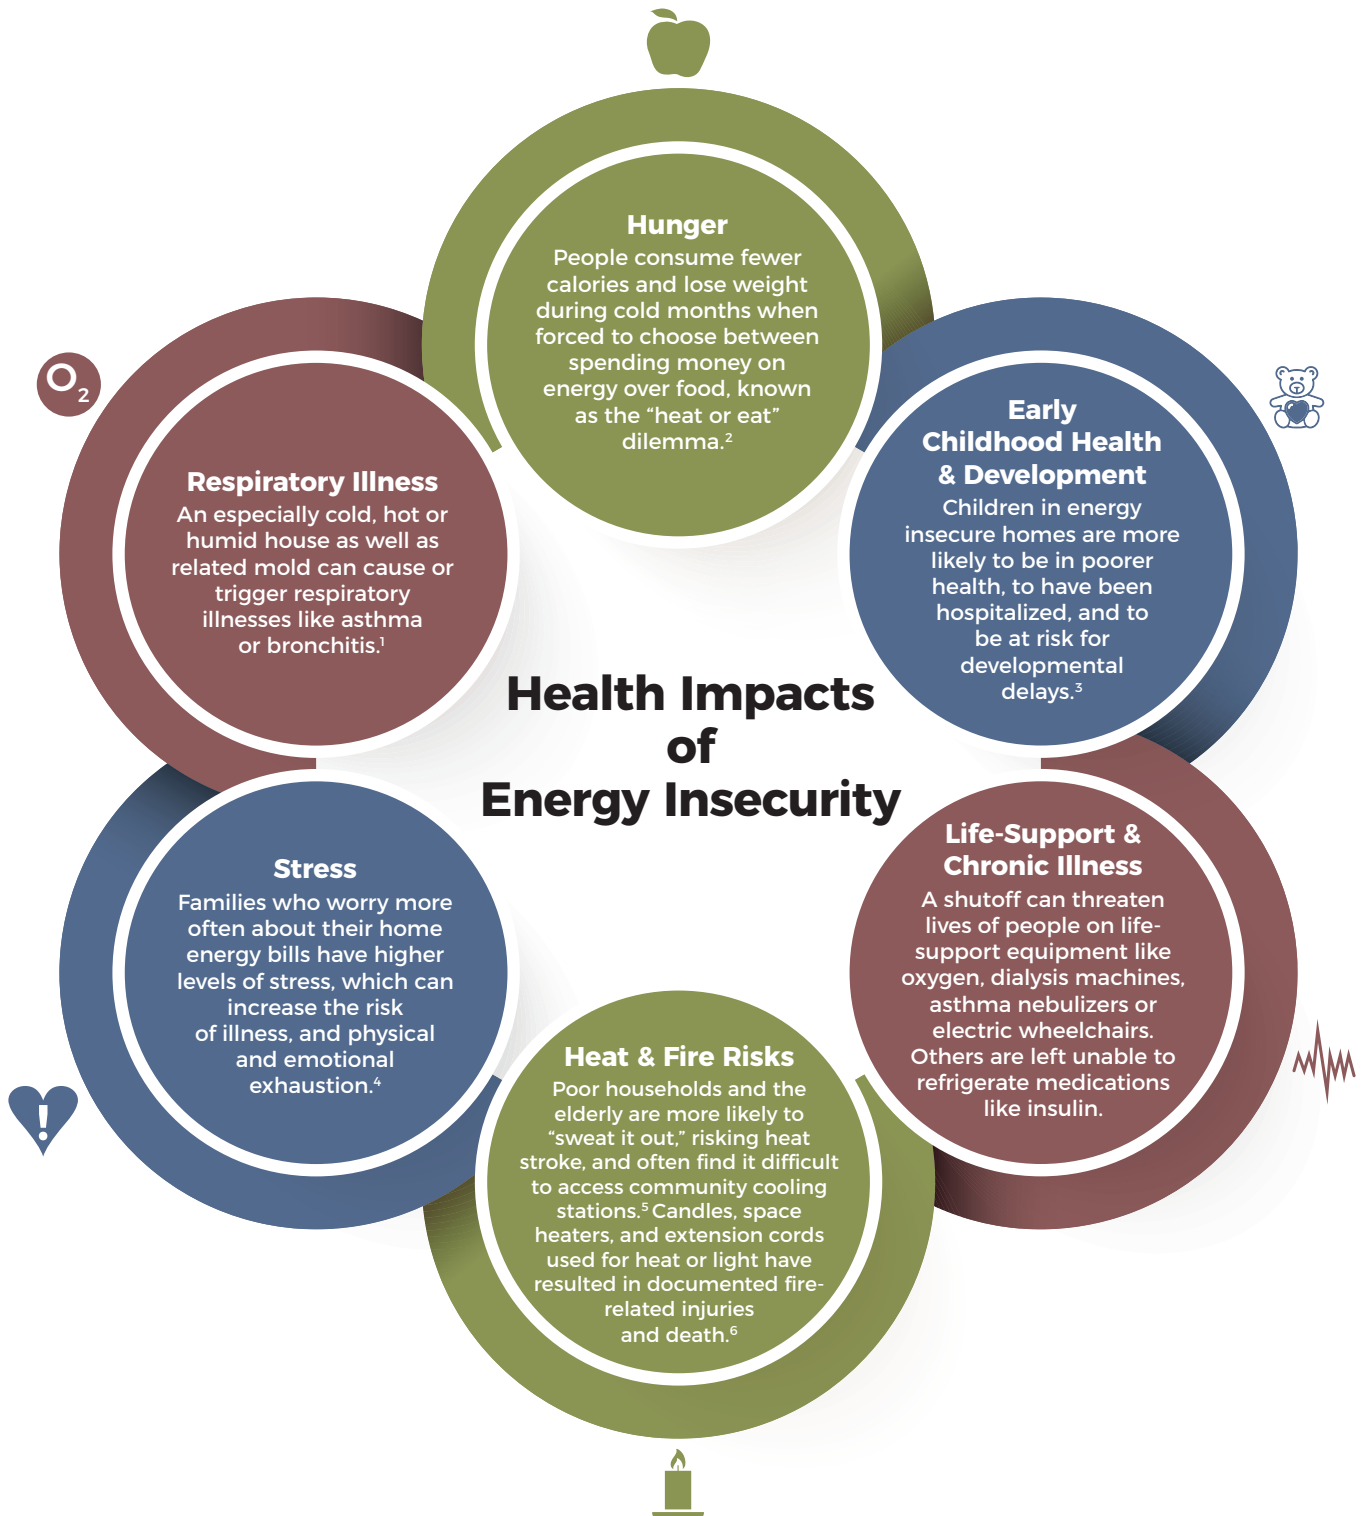 Hunger
People consume fewer
calories and lose weight
during cold months when
forced to choose between
spending money on
energy over food, known
as the “heat or eat”
dilemma.²
Early
Childhood Health
& Development
Children in energy
insecure homes are more
likely to be in poorer
health, to have been
hospitalized, and to
be at risk for
developmental
delays.³
O₂
Respiratory Illness
An especially cold, hot or
humid house as well as
related mold can cause or
trigger respiratory
illnesses like asthma
or bronchitis.¹
Health Impacts
of
Energy Insecurity
Life-Support &
Chronic Illness
A shutoff can threaten
lives of people on life-
support equipment like
oxygen, dialysis machines,
asthma nebulizers or
electric wheelchairs.
Others are left unable to
refrigerate medications
like insulin.
Stress
Families who worry more
often about their home
energy bills have higher
levels of stress, which can
increase the risk
of illness, and physical
and emotional
exhaustion.⁴
!
Heat & Fire Risks
Poor households and the
elderly are more likely to
“sweat it out,” risking heat
stroke, and often find it difficult
to access community cooling
stations.⁵ Candles, space
heaters, and extension cords
used for heat or light have
resulted in documented fire-
related injuries
and death.⁶